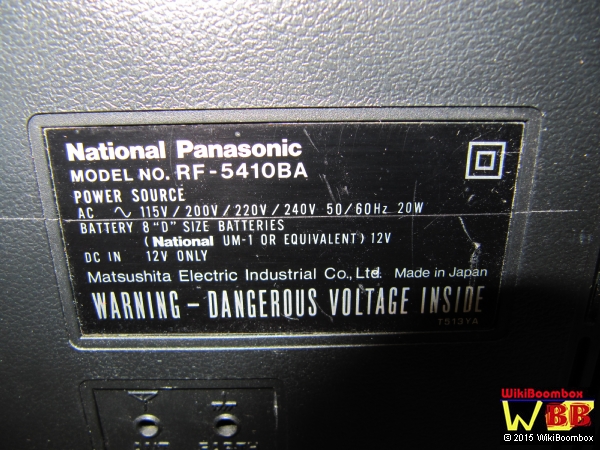 National Panasonic
MODEL NO. RF-5410BA
POWER SOURCE
AC ∿ 115V/200V/220V/240V 50/60Hz 20W
BATTERY 8 "D" SIZE BATTERIES
(National UM-1 OR EQUIVALENT) 12V
DC IN 12V ONLY
Matsushita Electric Industrial Co., Ltd. Made in Japan
WARNING - DANGEROUS VOLTAGE INSIDE
T513YA
ANT EARTH
WikiBoombox
WBB
© 2015 WikiBoombox